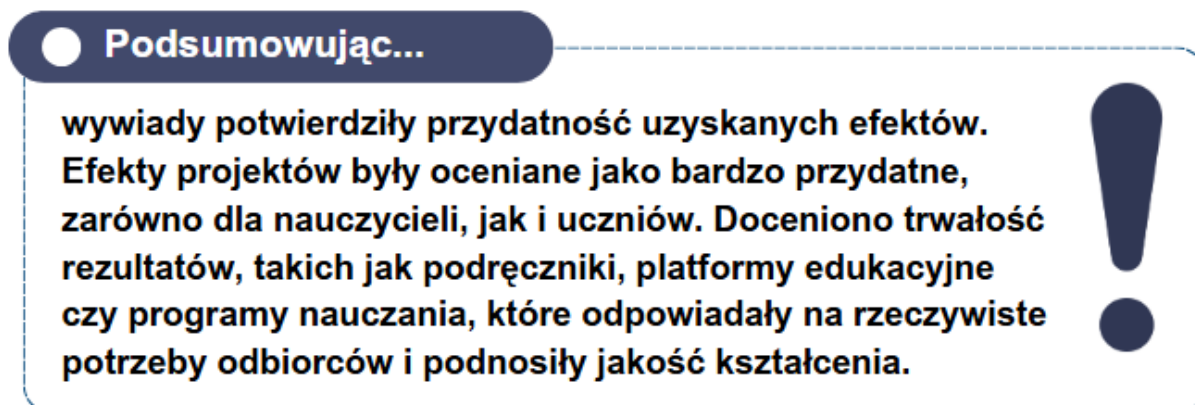 Podsumowując...
wywiady potwierdziły przydatność uzyskanych efektów.
Efekty projektów były oceniane jako bardzo przydatne,
zarówno dla nauczycieli, jak i uczniów. Doceniono trwałość
rezultatów, takich jak podręczniki, platformy edukacyjne
czy programy nauczania, które odpowiadały na rzeczywiste
potrzeby odbiorców i podnosiły jakość kształcenia.